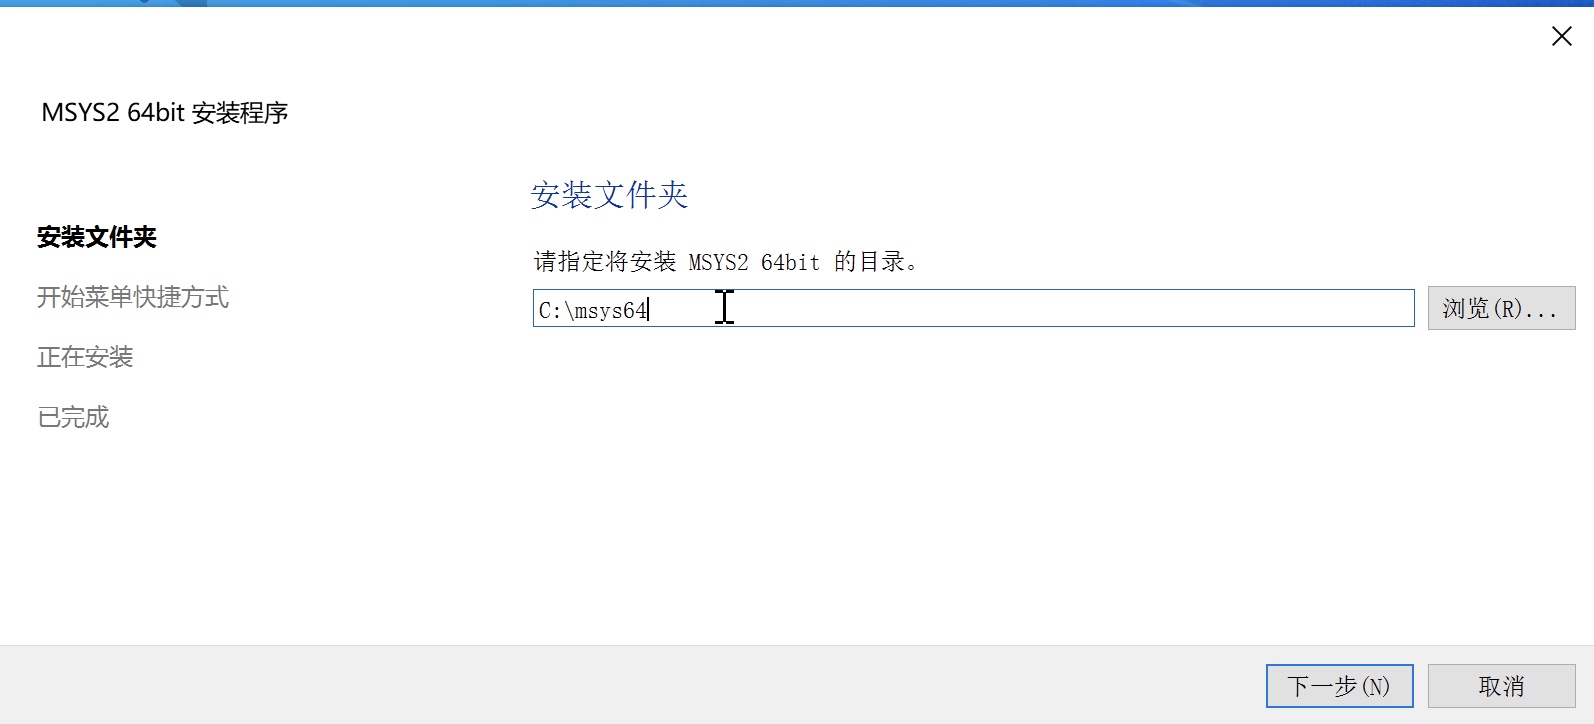 MSYS2 64bit 安装程序
安装文件夹
开始菜单快捷方式
正在安装
已完成
安装文件夹
请指定将安装 MSYS2 64bit 的目录。
C:\msys64
浏览(R)...
下一步(N)
取消